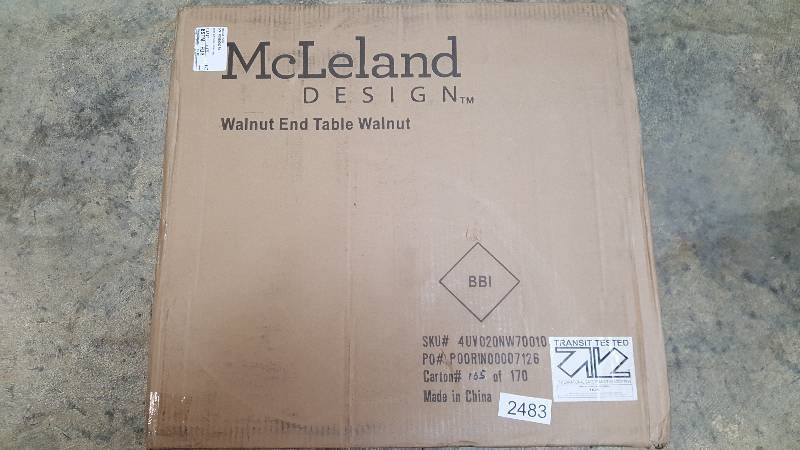 McLeland
DESIGN™
Walnut End Table Walnut
BBI
SKU# 4UV020NW70010
PO# P00RIN00007126
Carton# 165 of 170
Made in China
2483
TRANSIT TESTED